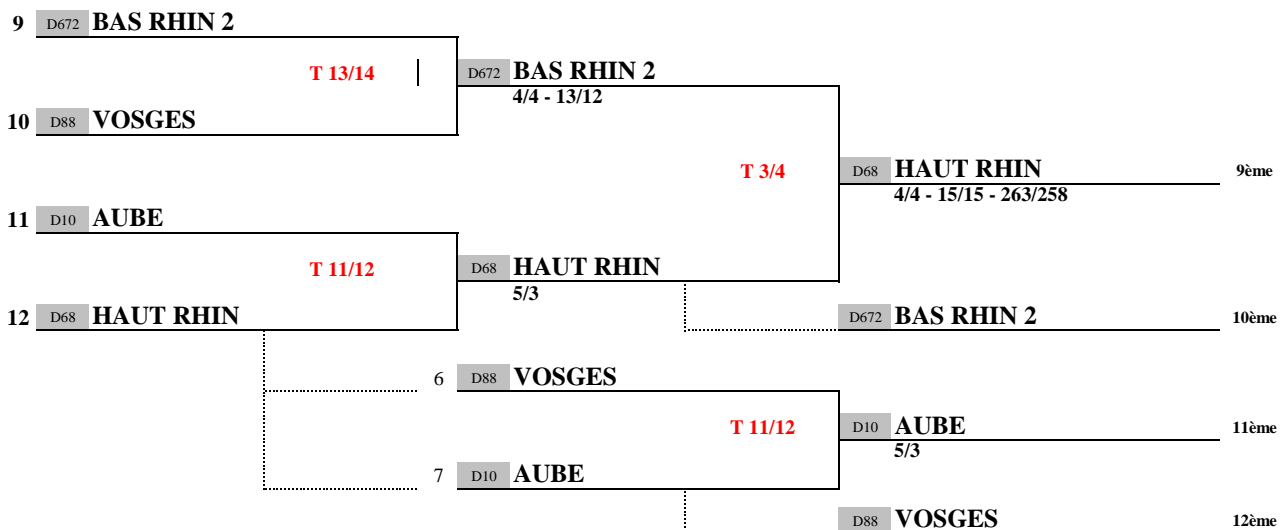 9 D672 BAS RHIN 2
T 13/14 D672 BAS RHIN 2
4/4 - 13/12
10 D88 VOSGES
T 3/4 D68 HAUT RHIN 9ème
4/4 - 15/15 - 263/258
11 D10 AUBE
T 11/12 D68 HAUT RHIN
5/3
12 D68 HAUT RHIN D672 BAS RHIN 2 10ème
6 D88 VOSGES
T 11/12 D10 AUBE 11ème
5/3
7 D10 AUBE
D88 VOSGES 12ème